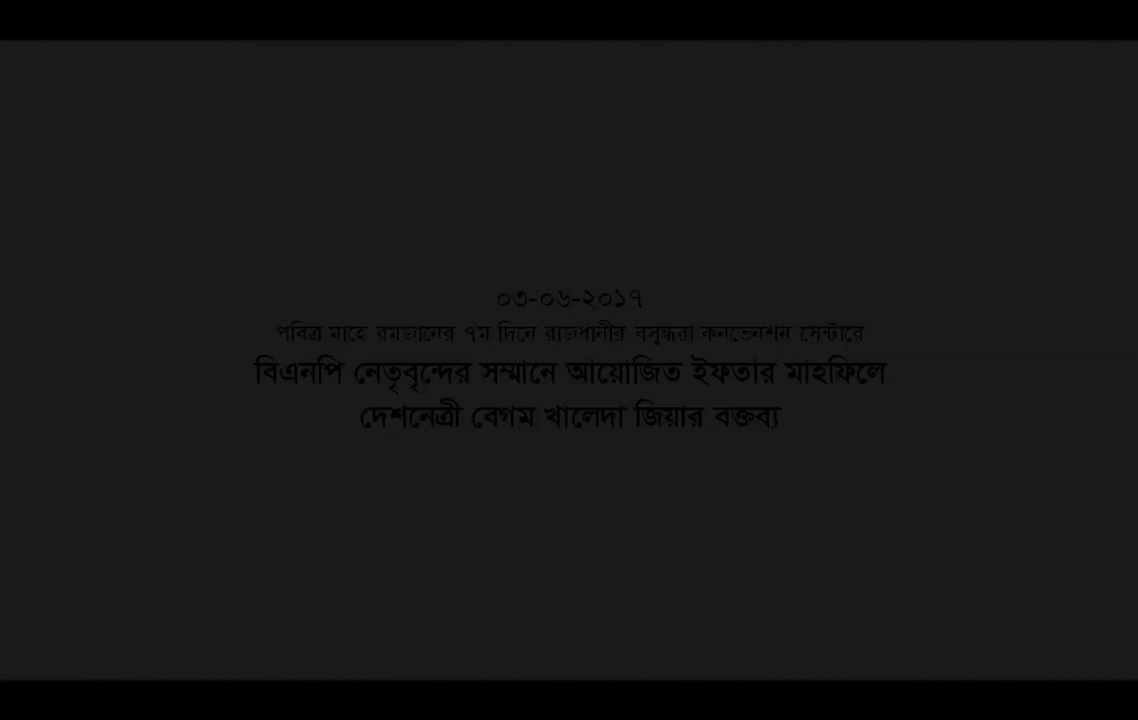 ০৩-০৬-২০১৭
পবিত্র মাহে রমজানের ৭ম দিনে রাজধানীর বসুন্ধরা কনভেনশন সেন্টারে
বিএনপি নেতৃবৃন্দের সম্মানে আয়োজিত ইফতার মাহফিলে
দেশনেত্রী বেগম খালেদা জিয়ার বক্তব্য